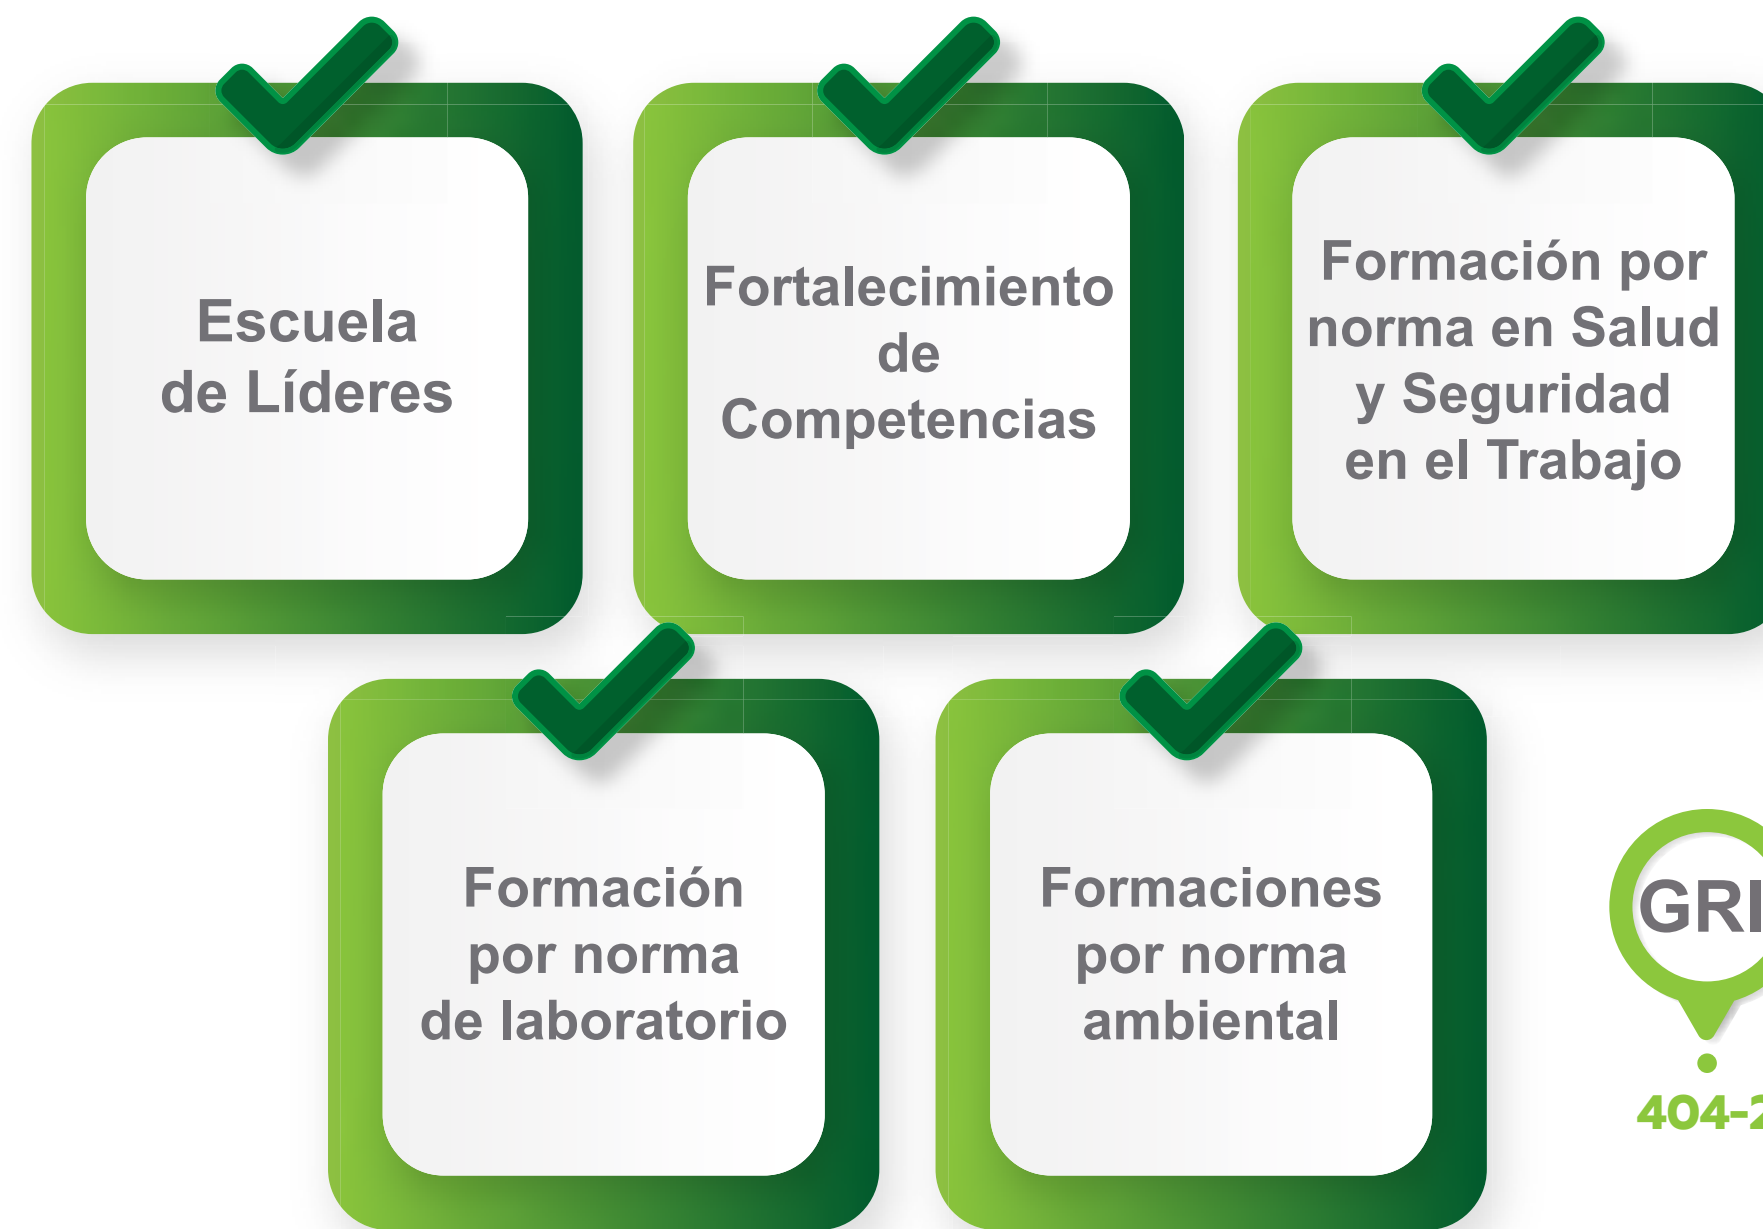 Escuela
de Líderes
Fortalecimiento
de
Competencias
Formación por
norma en Salud
y Seguridad
en el Trabajo
Formación
por norma
de laboratorio
Formaciones
por norma
ambiental
GRI
404-2